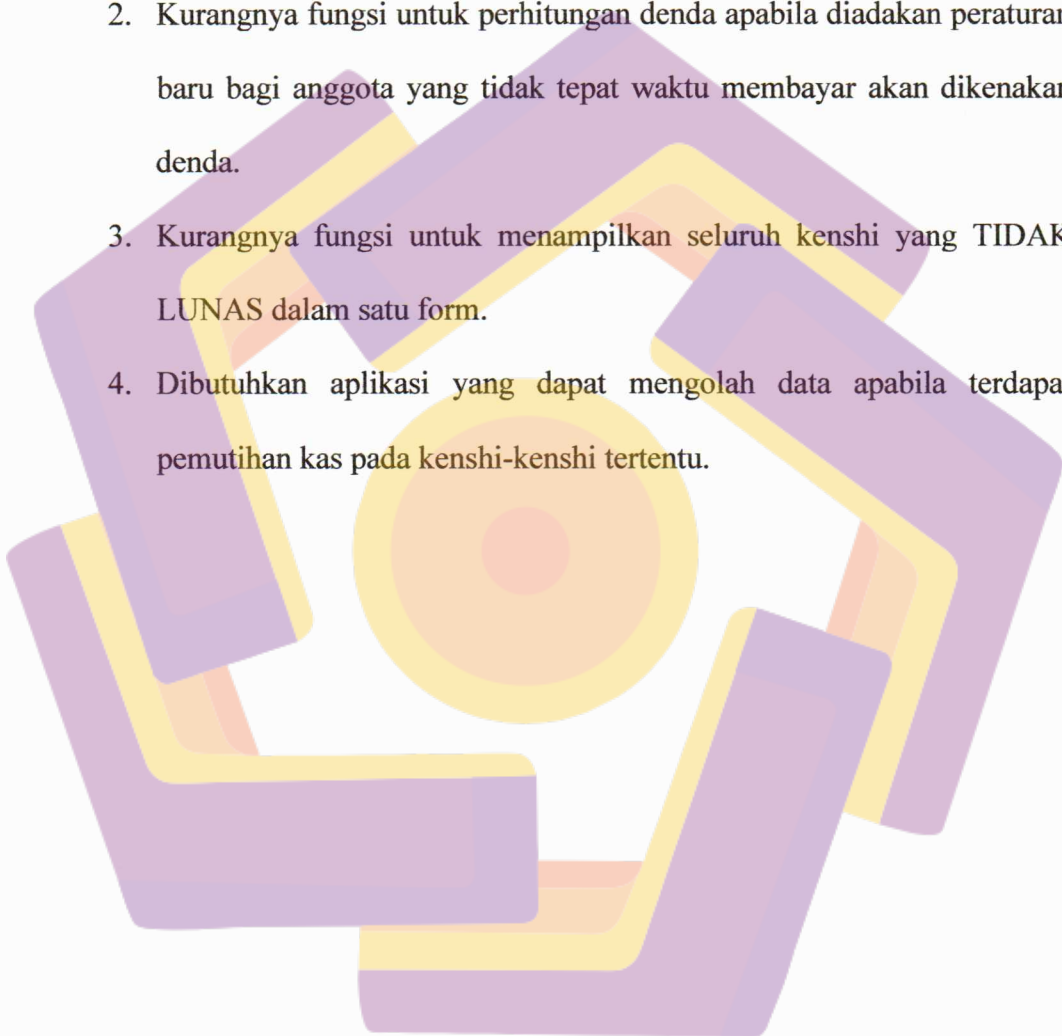 2. Kurangnya fungsi untuk perhitungan denda apabila diadakan peraturan
baru bagi anggota yang tidak tepat waktu membayar akan dikenakan
denda.
3. Kurangnya fungsi untuk menampilkan seluruh kenshi yang TIDAK
LUNAS dalam satu form.
4. Dibutuhkan aplikasi yang dapat mengolah data apabila terdapa
pemutihan kas pada kenshi-kenshi tertentu.